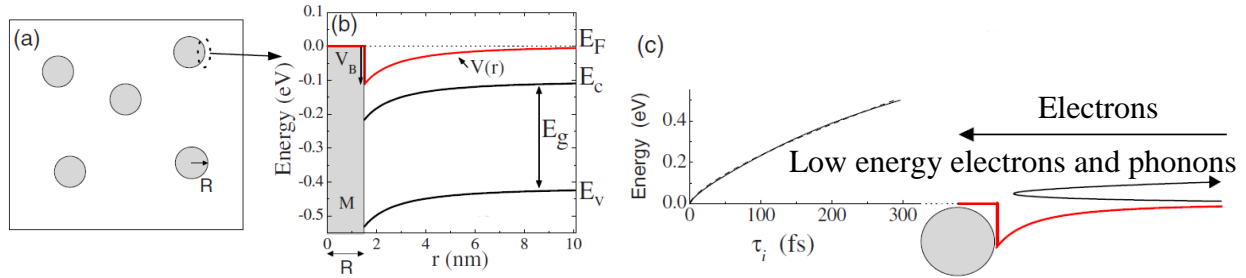 (a)
R
(b)
Energy (eV)
0.0
-0.1
-0.2
-0.3
-0.4
-0.5
V_B
V(r)
E_F
E_c
E_g
E_v
M
0 2 4 6 8 10
R
r (nm)
(c)
Energy (eV)
0.4
0.2
0.0
0 100 200 300
τ_i (fs)
Electrons
Low energy electrons and phonons